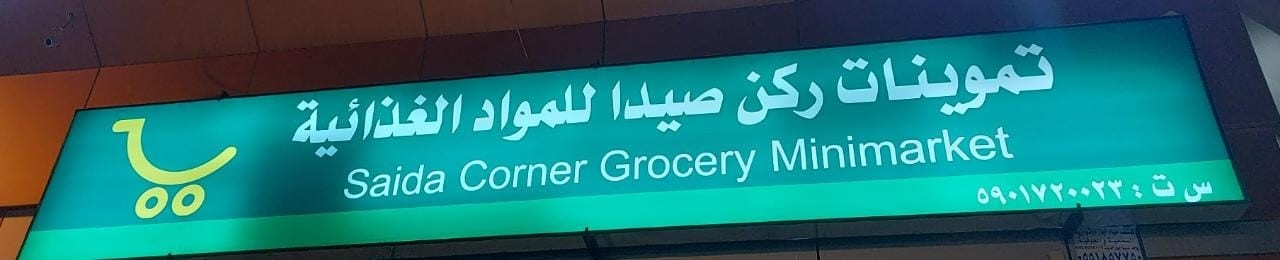 تموينات ركن صيدا للمواد الغذائية
Saida Corner Grocery Minimarket
س ت : ٥٩٠١٧٢٠٠٢٣